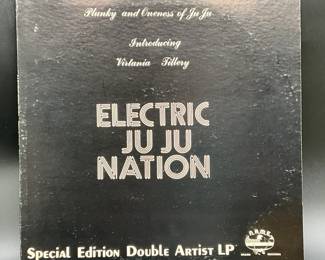 Plunky and Oneness of Ju Ju
Introducing
Virtania Tillery
ELECTRIC
JU JU
NATION
Special Edition Double Artist LP